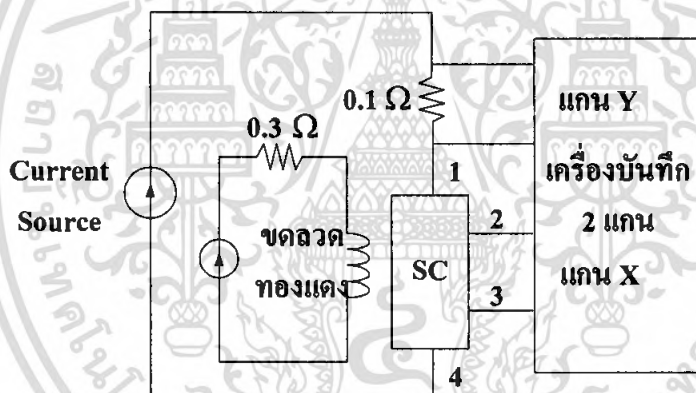 0.1 Ω
แกน Y
0.3 Ω
1
เครื่องบันทึก
Current
Source
ขดลวด
ทองแดง
SC
2
2 แกน
แกน X
3
4